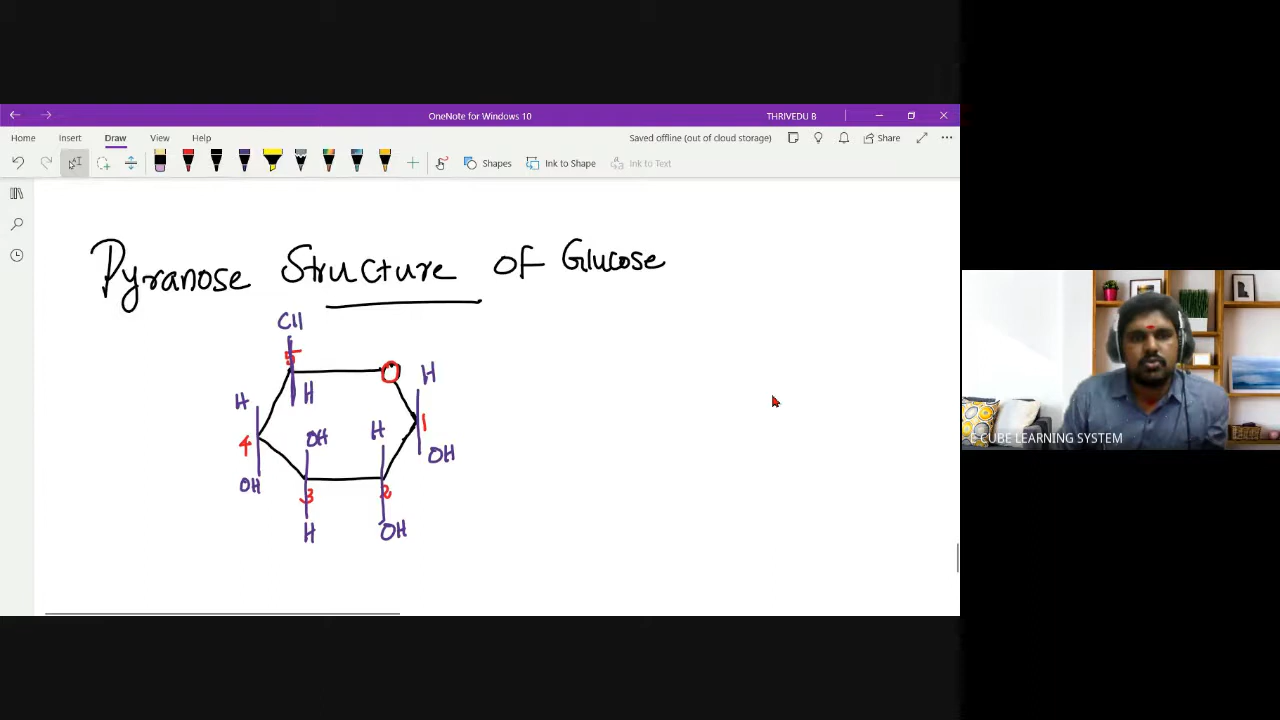 OneNote for Windows 10
THRIVEDU B
Home Insert Draw View Help
Saved offline (out of cloud storage)
Share
Shapes
Ink to Shape
Ink to Text
Pyranose Structure of Glucose
CH
5
O
H
H
H
OH
H
1
4
OH
OH
3
2
H
OH
C CUBE LEARNING SYSTEM